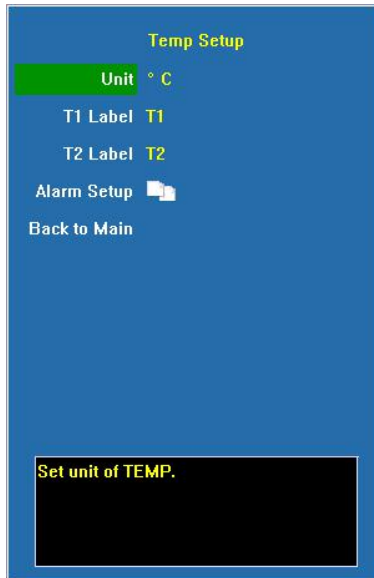 Temp Setup
Unit ° C
T1 Label T1
T2 Label T2
Alarm Setup
Back to Main
Set unit of TEMP.